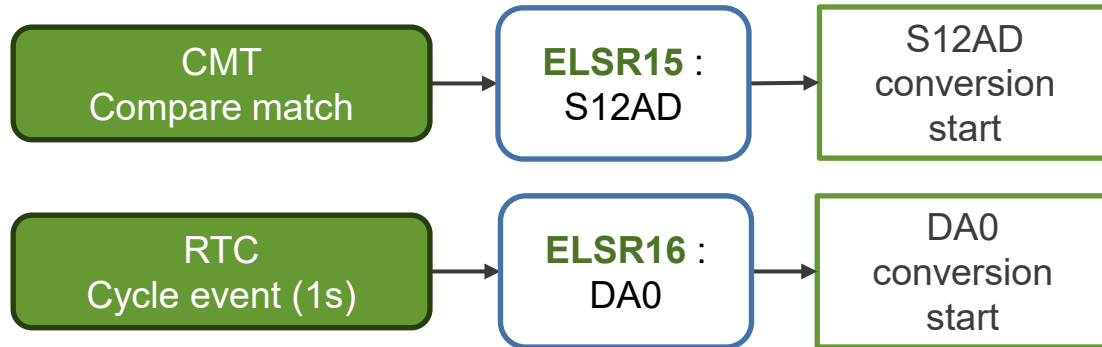 CMT
Compare match
ELSR15 :
S12AD
S12AD
conversion
start
RTC
Cycle event (1s)
ELSR16 :
DA0
DA0
conversion
start